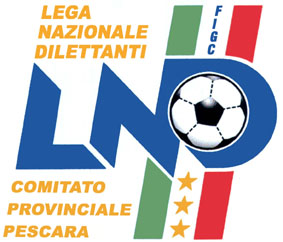 LEGA
NAZIONALE
DILETTANTI
FIGC
LND
COMITATO
PROVINCIALE
PESCARA